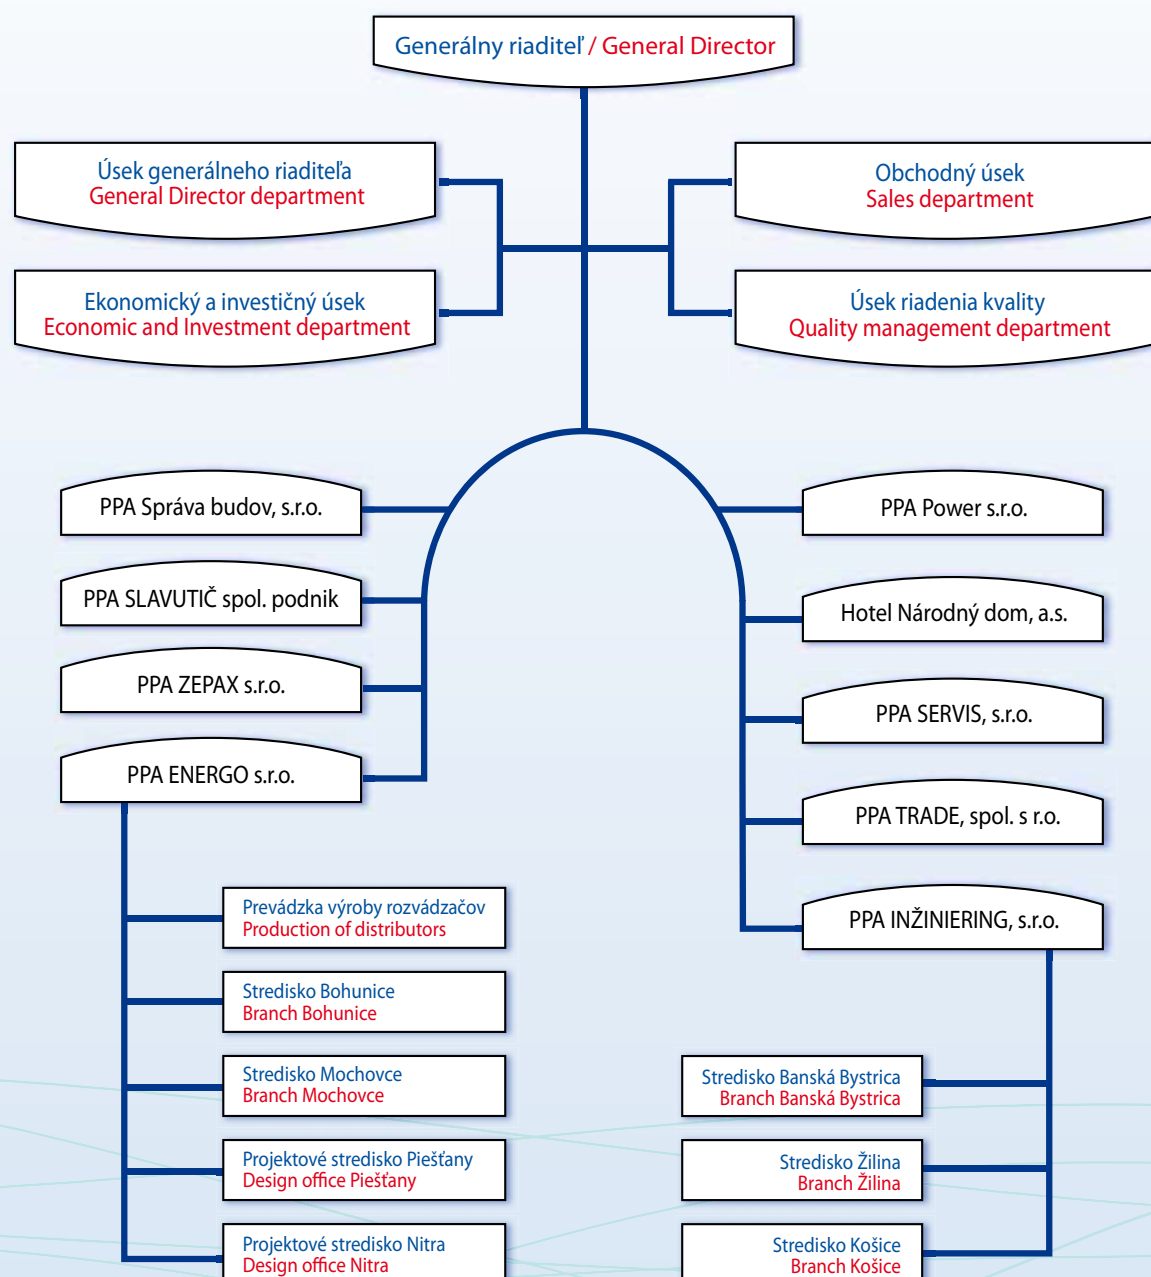 Generálny riaditeľ / General Director
Úsek generálneho riaditeľa
General Director department
Obchodný úsek
Sales department
Ekonomický a investičný úsek
Economic and Investment department
Úsek riadenia kvality
Quality management department
PPA Správa budov, s.r.o.
PPA SLAVUTIČ spol. podnik
PPA ZEPAX s.r.o.
PPA ENERGO s.r.o.
PPA Power s.r.o.
Hotel Národný dom, a.s.
PPA SERVIS, s.r.o.
PPA TRADE, spol. s r.o.
PPA INŽINIERING, s.r.o.
Prevádzka výroby rozvádzačov
Production of distributors
Stredisko Bohunice
Branch Bohunice
Stredisko Mochovce
Branch Mochovce
Projektové stredisko Piešťany
Design office Piešťany
Projektové stredisko Nitra
Design office Nitra
Stredisko Banská Bystrica
Branch Banská Bystrica
Stredisko Žilina
Branch Žilina
Stredisko Košice
Branch Košice